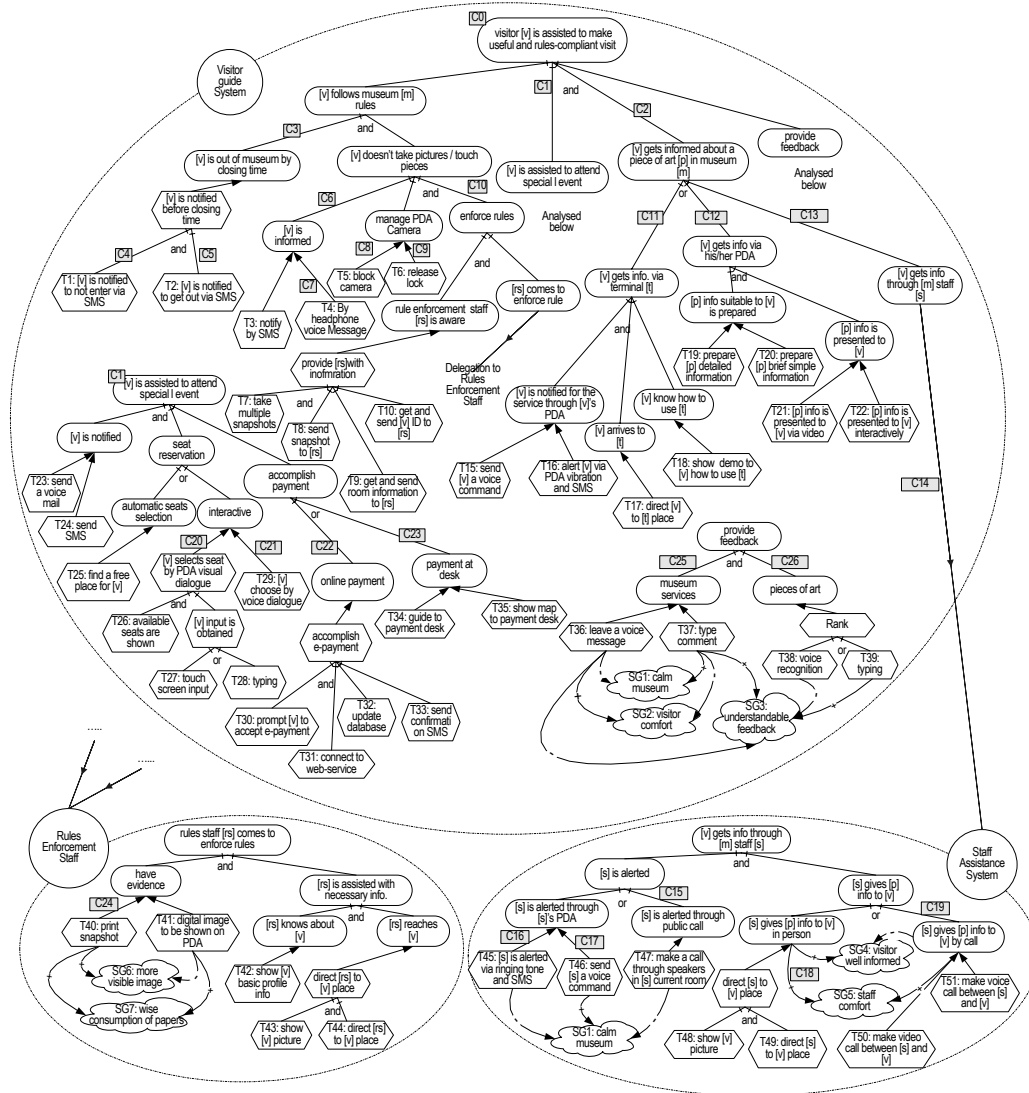 C0
visitor [v] is assisted to make
useful and rules-compliant visit
Visitor
guide
System
C1
and
[v] follows museum [m]
rules
C2
C3
and
provide
feedback
[v] is out of museum by
closing time
[v] doesn't take pictures / touch
pieces
[v] gets informed about a
piece of art [p] in museum
[m]
[v] is assisted to attend
special l event
Analysed
below
and
C10
C6
or
[v] is notified
before closing
time
manage PDA
Camera
enforce rules
Analysed
below
C11
C12
C13
[v] is
informed
C4
and
C5
C8
C9
and
[v] gets info via
his/her PDA
T1: [v] is notified
to not enter via
SMS
T2: [v] is notified
to get out via SMS
C7
T5: block
camera
T6: release
lock
[v] gets info. via
terminal [t]
and
[v] gets info
through [m] staff
[s]
T3: notify
by SMS
T4: By
headphone
voice Message
rule enforcement staff
[rs] is aware
[rs] comes to
enforce rule
[p] info suitable to [v]
is prepared
[p] info is
presented to
[v]
and
provide [rs]with
inofmration
Delegation to
Rules
Enforcement
Staff
T19: prepare
[p] detailed
information
T20: prepare
[p] brief simple
information
C1
[v] is assisted to attend
special l event
T7: take
multiple
snapshots
and
T8: send
snapshot
to [rs]
T10: get and
send [v] ID to
[rs]
[v] is notified for the
service through [v]'s
PDA
[v] know how to
use [t]
T21: [p] info is
presented to
[v] via video
T22: [p] info is
presented to [v]
interactively
and
[v] is notified
seat
reservation
[v] arrives to
[t]
T15: send
[v] a voice
command
T16: alert [v] via
PDA vibration
and SMS
T18: show demo to
[v] how to use [t]
T23: send
a voice
mail
accomplish
payment
T9: get and send
room information
to [rs]
or
C14
T24: send
SMS
automatic seats
selection
interactive
T17: direct [v]
to [t] place
or
C23
C20
C21
C22
provide
feedback
T25: find a free
place for [v]
[v] selects seat
by PDA visual
dialogue
T29: [v]
choose by
voice dialogue
online payment
payment at
desk
C25
and
C26
museum
services
pieces of art
and
T26: available
seats are
shown
[v] input is
obtained
T34: guide to
payment desk
T35: show map
to payment desk
accomplish
e-payment
T36: leave a voice
message
T37: type
comment
Rank
or
or
T27: touch
screen input
T28: typing
T38: voice
recognition
T39:
typing
and
SG1: calm
museum
T30: prompt [v] to
accept e-payment
T32:
update
database
T33: send
confirmati
on SMS
SG2: visitor
comfort
SG3:
understandable
feedback
T31: connect to
web-service
.....
......
Rules
Enforcement
Staff
rules staff [rs] comes to
enforce rules
and
have
evidence
[rs] is assisted with
necessary info.
C24
and
T40: print
snapshot
T41: digital image
to be shown on
PDA
[rs] knows about
[v]
[rs] reaches
[v]
SG6: more
visible image
T42: show [v]
basic profile
info
direct [rs] to
[v] place
SG7: wise
consumption of papers
and
T43: show
[v] picture
T44: direct [rs]
to [v] place
[v] gets info through
[m] staff [s]
and
Staff
Assistance
System
[s] is alerted
[s] gives [p] info
to [v]
or
C15
or
C19
[s] is alerted through
[s]'s PDA
[s] is alerted through
public call
[s] gives [p] info to [v]
in person
[s] gives [p] info to
[v] by call
C16
C17
T45: [s] is alerted
via ringing tone
and SMS
T46: send
[s] a voice
command
T47: make a call
through speakers
in [s] current room
SG4: visitor
well informed
C18
direct [s] to
[v] place
SG5: staff
comfort
T51: make voice
call between [s]
and [v]
and
SG1: calm
museum
T48: show [v]
picture
T49: direct [s]
to [v] place
T50: make video
call between [s] and
[v]